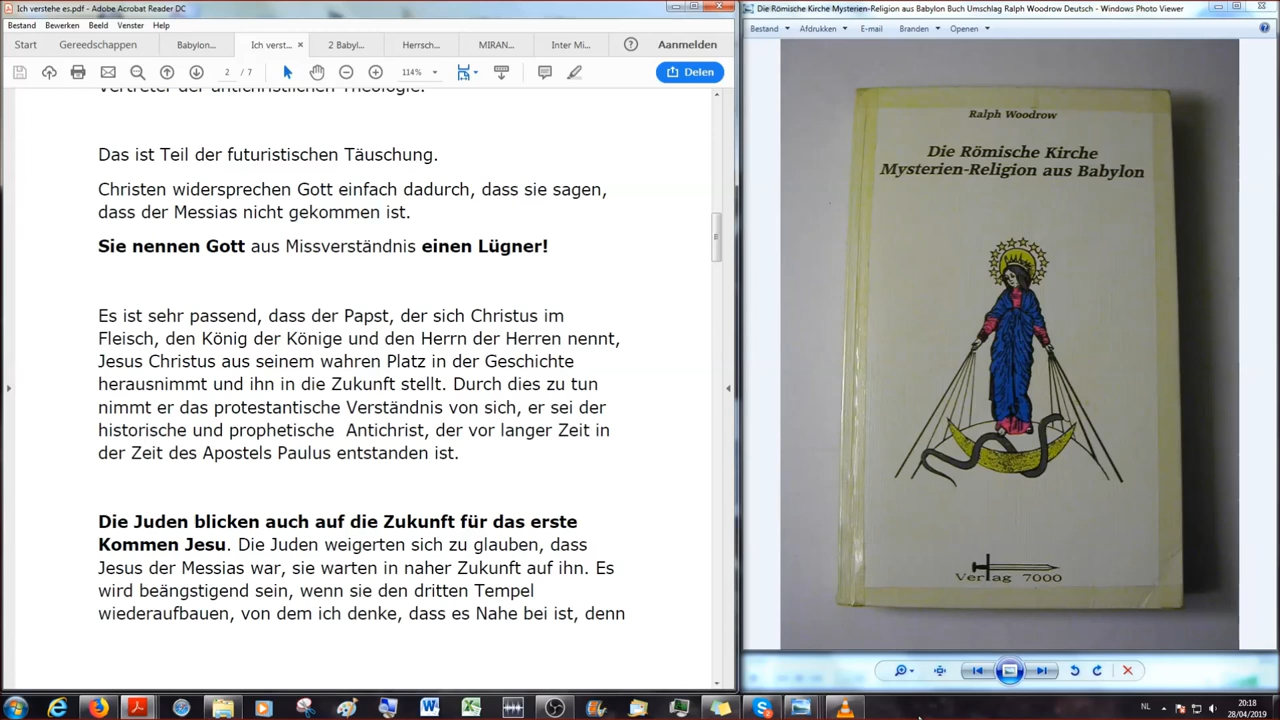 Ich verstehe es.pdf - Adobe Acrobat Reader DC
Bestand Bewerken Beeld Venster Help
Start Gereedschappen Babylon... Ich verst... × 2 Babyl... Herrsch... MIRAN... Inter Mi... Aanmelden
2 / 7 114% Delen
Vertreter der antichristlichen Theologie.
Das ist Teil der futuristischen Täuschung.
Christen widersprechen Gott einfach dadurch, dass sie sagen,
dass der Messias nicht gekommen ist.
Sie nennen Gott aus Missverständnis einen Lügner!
Es ist sehr passend, dass der Papst, der sich Christus im
Fleisch, den König der Könige und den Herrn der Herren nennt,
Jesus Christus aus seinem wahren Platz in der Geschichte
herausnimmt und ihn in die Zukunft stellt. Durch dies zu tun
nimmt er das protestantische Verständnis von sich, er sei der
historische und prophetische Antichrist, der vor langer Zeit in
der Zeit des Apostels Paulus entstanden ist.
Die Juden blicken auch auf die Zukunft für das erste
Kommen Jesu. Die Juden weigerten sich zu glauben, dass
Jesus der Messias war, sie warten in naher Zukunft auf ihn. Es
wird beängstigend sein, wenn sie den dritten Tempel
wiederaufbauen, von dem ich denke, dass es Nahe bei ist, denn
Die Römische Kirche Mysterien-Religion aus Babylon Buch Umschlag Ralph Woodrow Deutsch - Windows Photo Viewer
Bestand Afdrukken E-mail Branden Openen
Ralph Woodrow
Die Römische Kirche
Mysterien-Religion aus Babylon
Verlag 7000
NL
20:18
28/04/2019